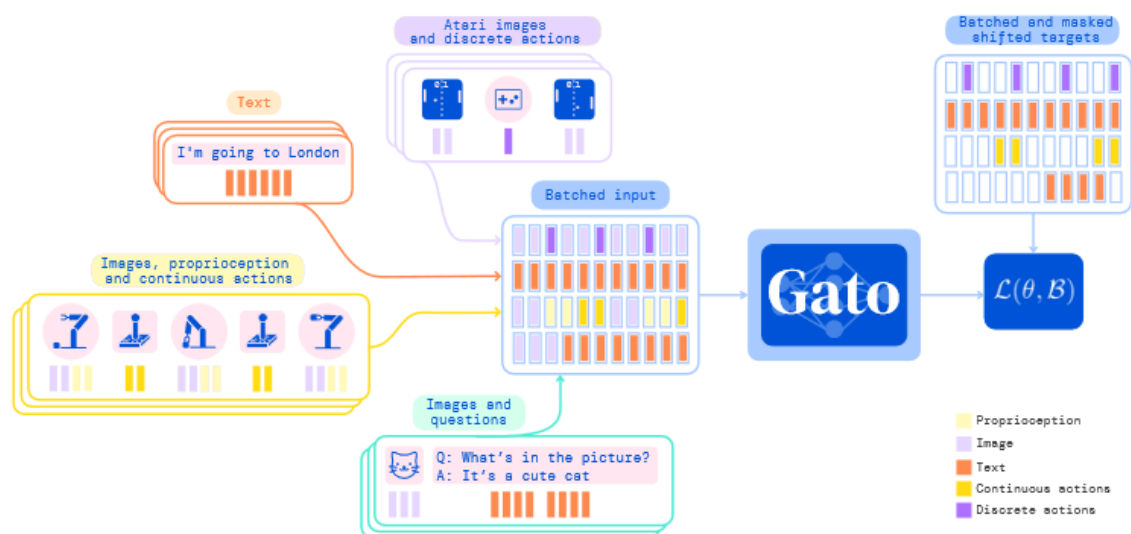 Atari images
and discrete actions
Batched and masked
shifted targets
Text
I'm going to London
Batched input
Images, proprioception
and continuous actions
Gato
ℒ(θ, ℬ)
Images and
questions
Q: What's in the picture?
A: It's a cute cat
Proprioception
Image
Text
Continuous actions
Discrete actions